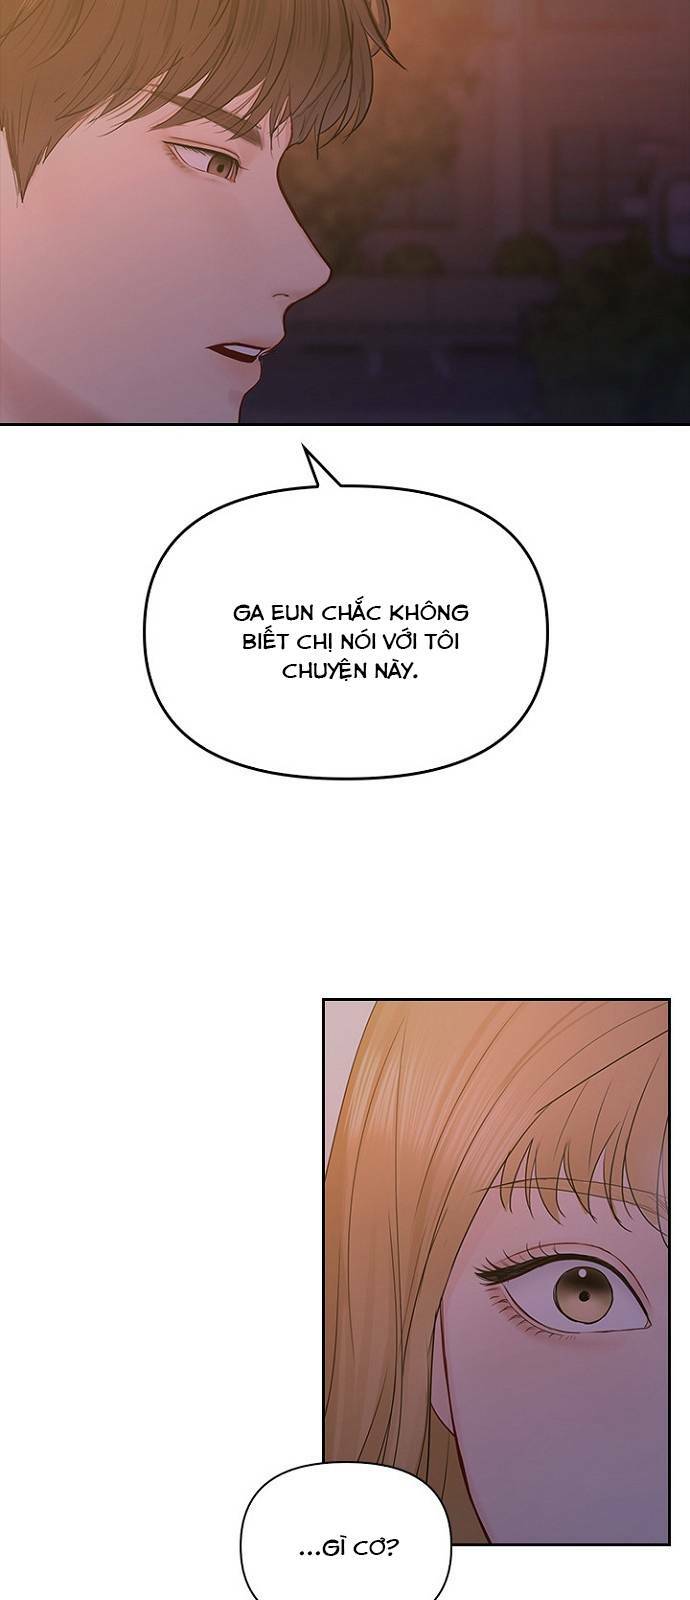 GA EUN CHẮC KHÔNG
BIẾT CHỊ NÓI VỚI TÔI
CHUYỆN NÀY.
...GÌ CƠ?